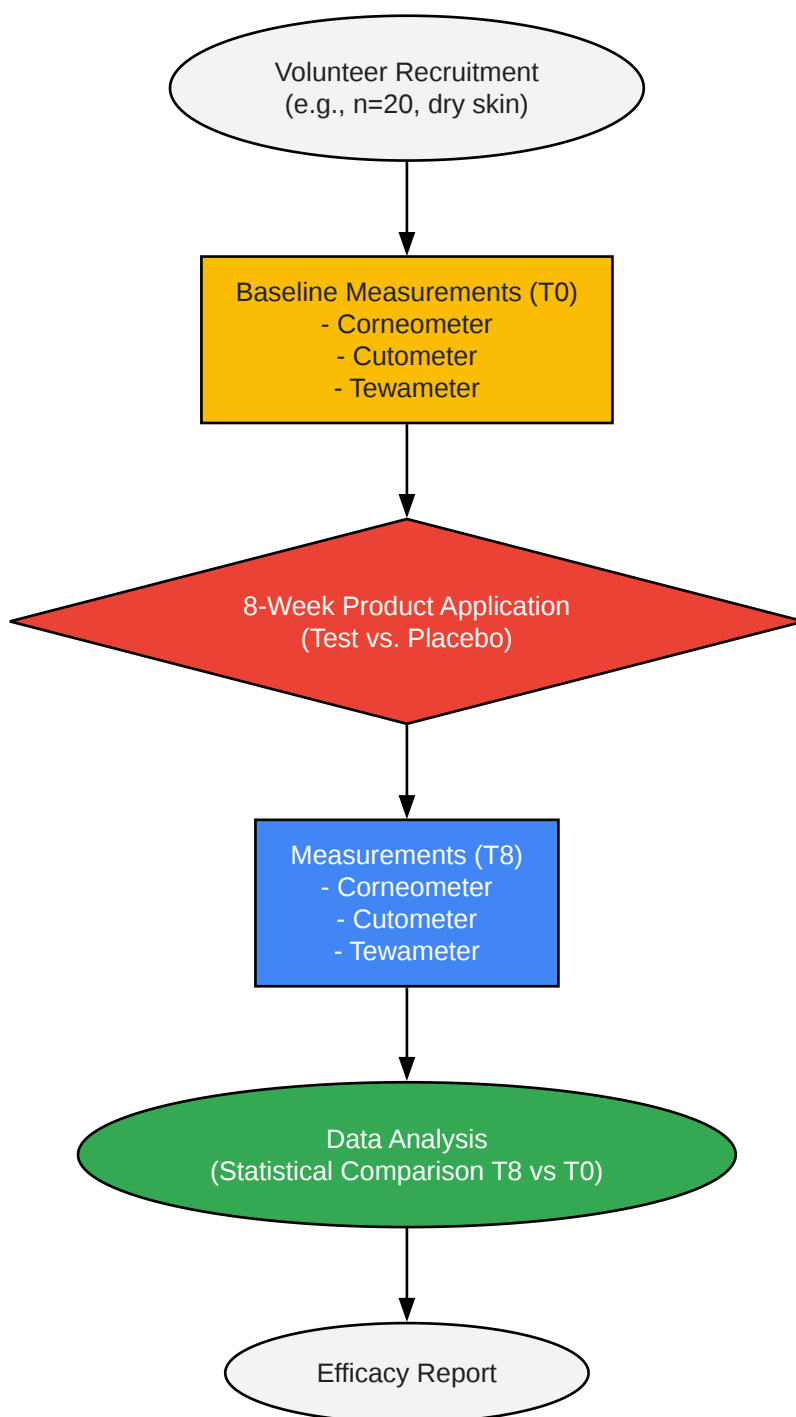 Volunteer Recruitment
(e.g., n=20, dry skin)
Baseline Measurements (T0)
- Corneometer
- Cutometer
- Tewameter
8-Week Product Application
(Test vs. Placebo)
Measurements (T8)
- Corneometer
- Cutometer
- Tewameter
Data Analysis
(Statistical Comparison T8 vs T0)
Efficacy Report